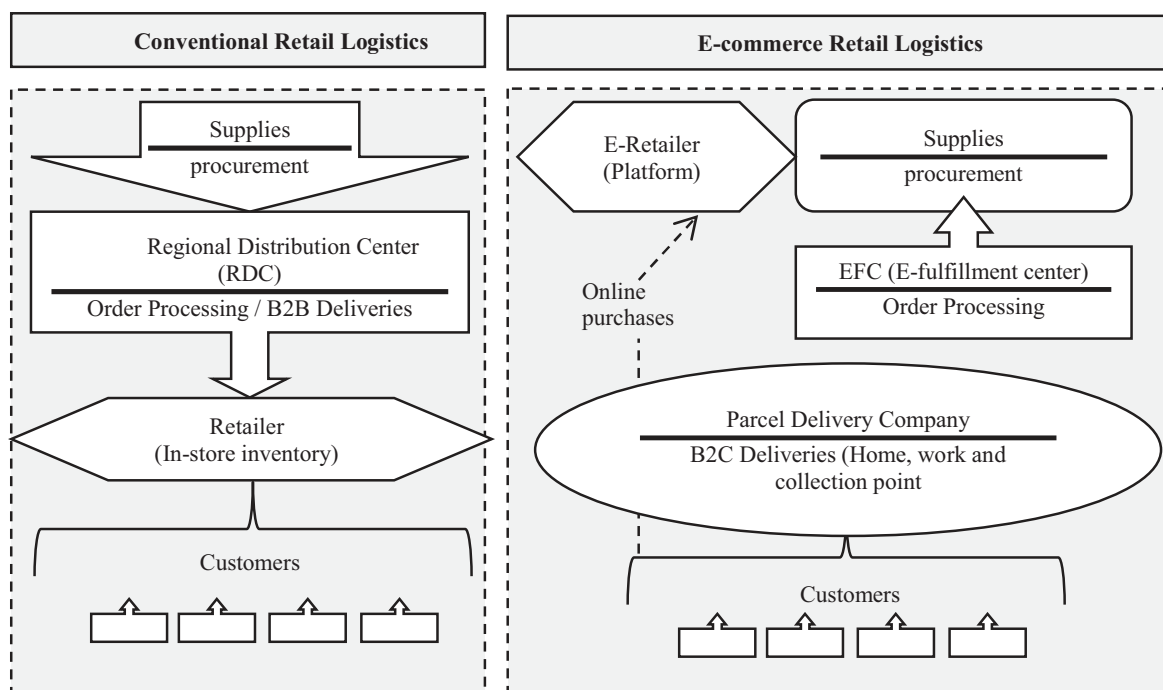 Conventional Retail Logistics
Supplies
procurement
Regional Distribution Center
(RDC)
Order Processing / B2B Deliveries
Retailer
(In-store inventory)
Customers
E-commerce Retail Logistics
E-Retailer
(Platform)
Supplies
procurement
EFC (E-fulfillment center)
Order Processing
Online
purchases
Parcel Delivery Company
B2C Deliveries (Home, work and
collection point
Customers